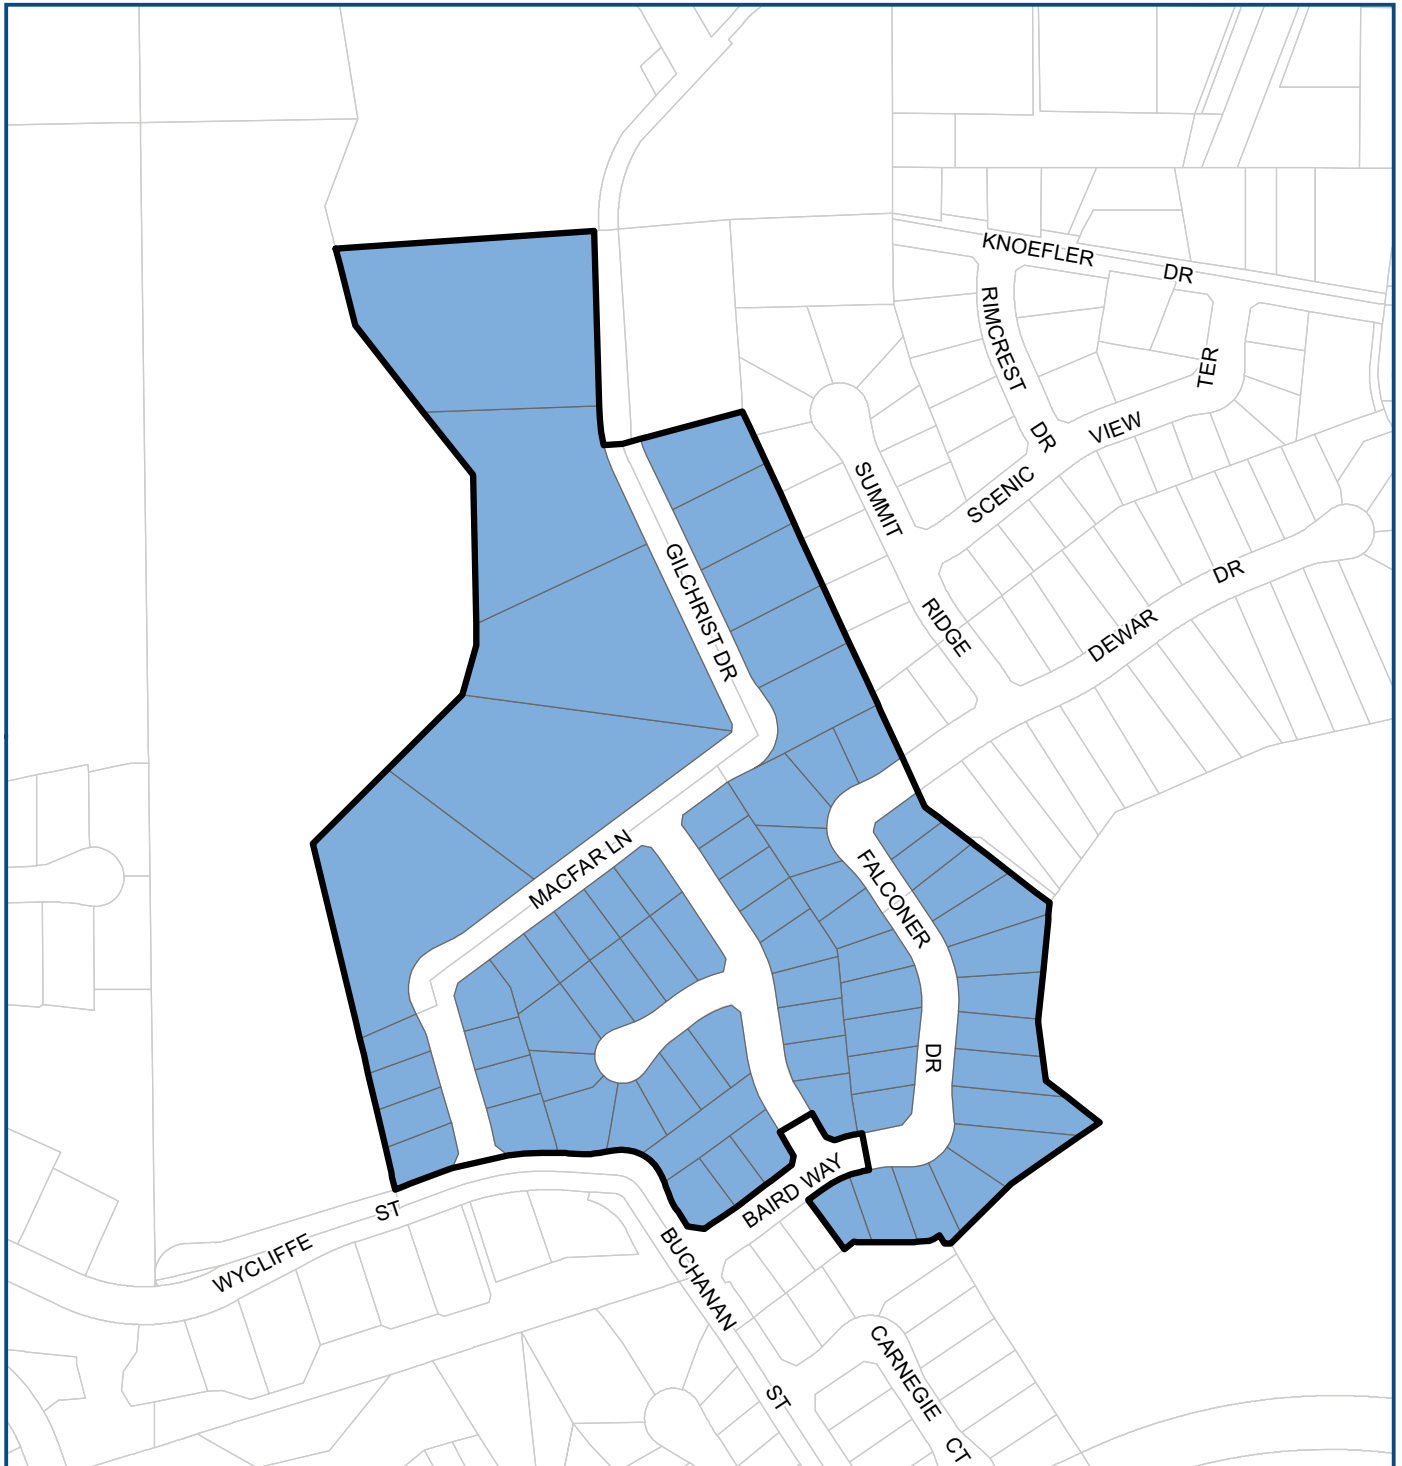 KNOEFLER DR
RIMCREST DR
SCENIC VIEW TER
SUMMIT RIDGE
DEWAR DR
GILCHRIST DR
MACFAR LN
FALCONER DR
BAIRD WAY
WYCLIFFE ST
BUCHANAN ST
CARNEGIE CT